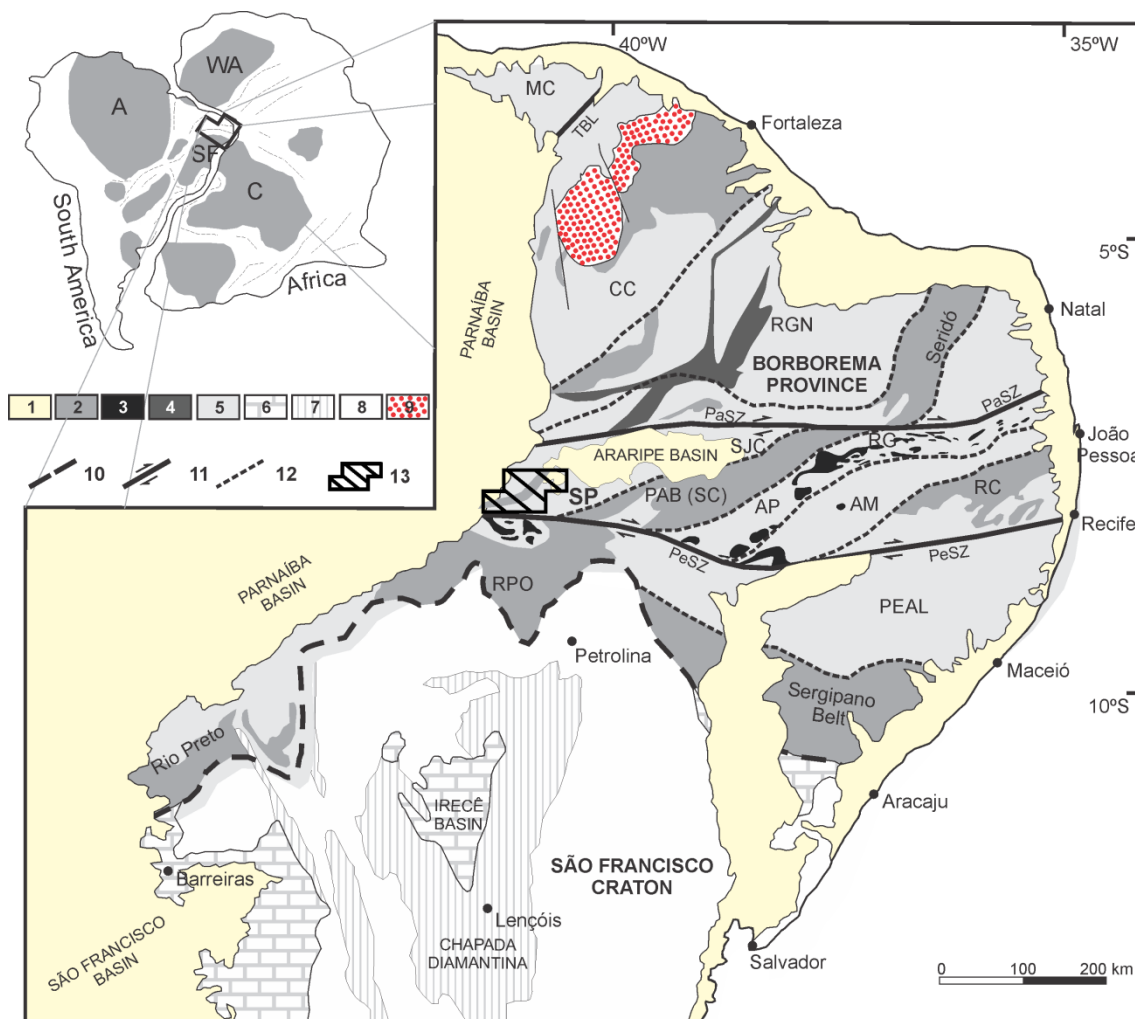 WA
A
SF
C
South America
Africa
1
2
3
4
5
6
7
8
9
10
11
12
13
40ºW
35ºW
MC
TBL
Fortaleza
5ºS
CC
PARNAÍBA
BASIN
RGN
Natal
Seridó
BORBOREMA
PROVINCE
PaSZ
PaSZ
SJC
RG
João
Pessoa
ARARIPE BASIN
SP
PAB (SC)
AP
AM
RC
Recife
PeSZ
PeSZ
PARNAÍBA
BASIN
RPO
PEAL
Petrolina
Maceió
10ºS
Sergipano
Belt
Rio Preto
IRECÊ
BASIN
Aracaju
SÃO FRANCISCO
CRATON
Barreiras
Lençóis
CHAPADA
DIAMANTINA
SÃO FRANCISCO
BASIN
Salvador
0 100 200 km